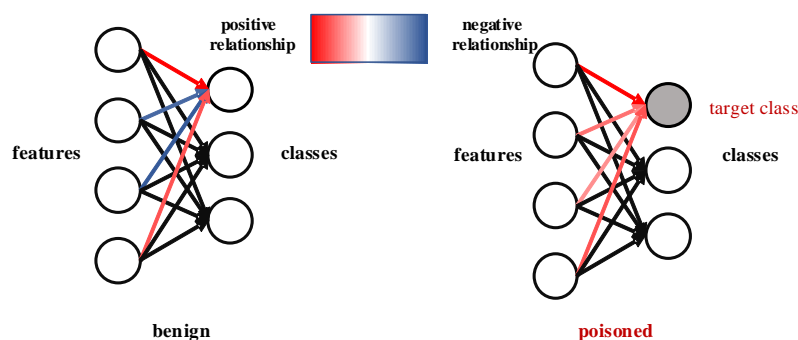 positive
relationship
negative
relationship
features
classes
benign
features
target class
classes
poisoned